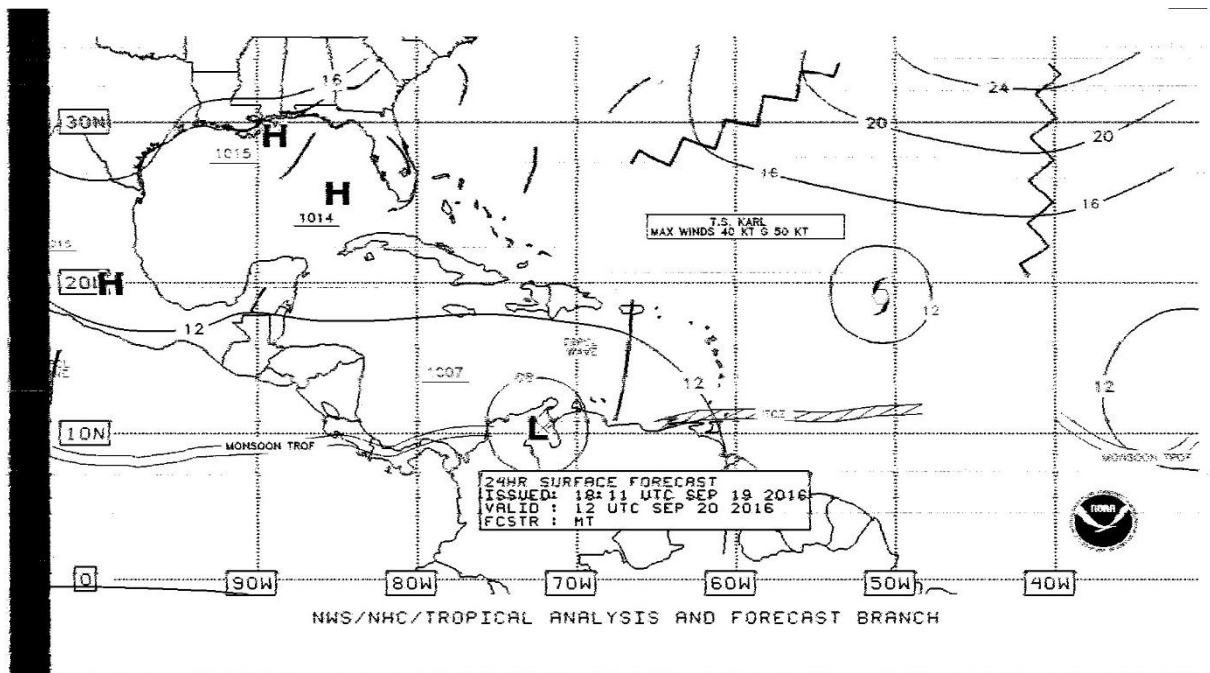 16
24
30N
20
20
H
1015
16
H
16
1014
T.S. KARL
MAX WINDS 40 KT G 50 KT
H
12
12
WAVE
1007
08
12
12
10N
L
MONSOON TROF
MONSOON TROF
24HR SURFACE FORECAST
ISSUED: 18:11 UTC SEP 19 2016
VALID : 12 UTC SEP 20 2016
FCSTR : MT
NOAA
0
90W
80W
70W
60W
50W
40W
NWS/NHC/TROPICAL ANALYSIS AND FORECAST BRANCH